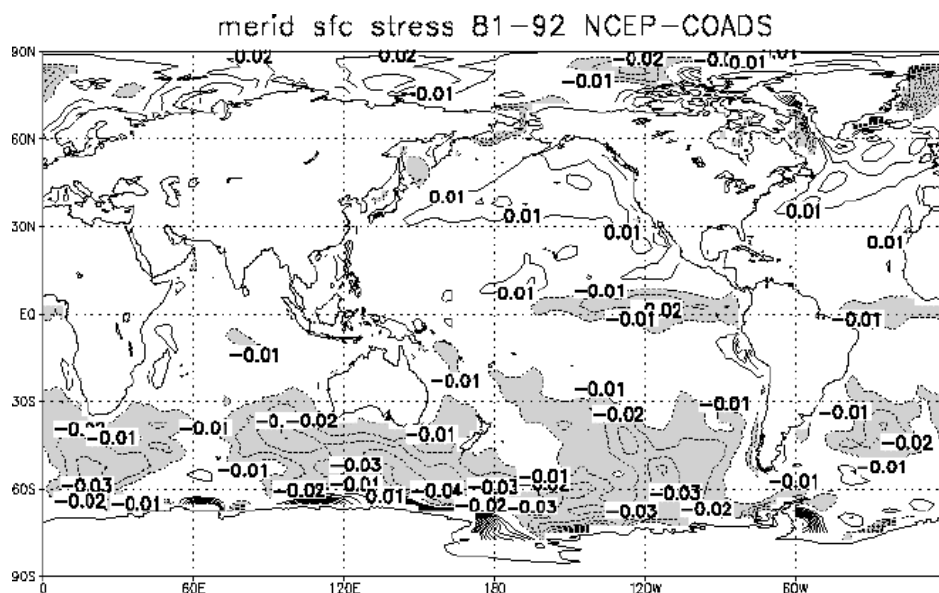 merid sfc stress 81-92 NCEP-COADS
90N
0.02 -0.02 0.01
-0.01 0.01 -0.01
60N
0.01 0.01 0.01
30N
0.01 0.01 0.01
0.01 -0.01
-0.02
EQ
-0.01 -0.01
-0.01
-0.01
-0.01 -0.01
30S
-0.02 -0.02
-0.01 -0.01 -0.01 -0.02
-0.03
-0.01 -0.01 -0.01
-0.03 -0.01
-0.02 -0.04 -0.03 -0.03 -0.01
60S
-0.02 -0.01 0.01 -0.02 -0.03 -0.02
-0.02 -0.03
90S
0 60E 120E 180 120W 60W